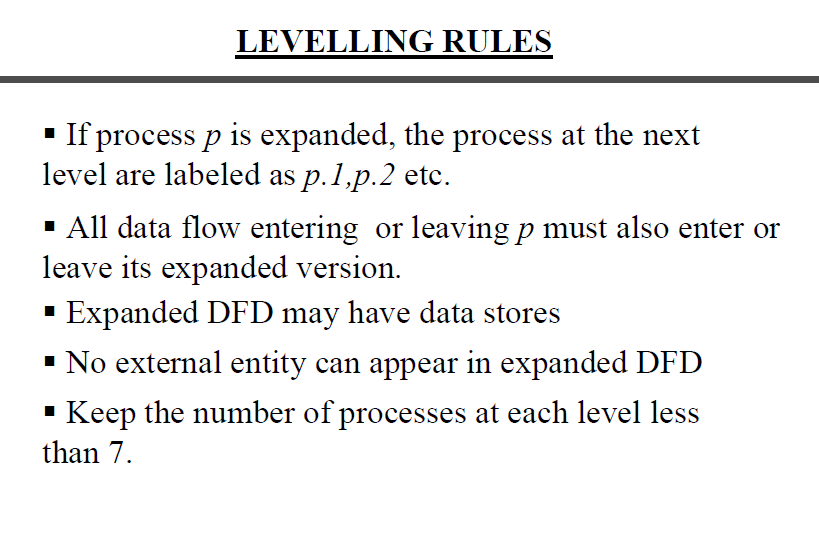 LEVELLING RULES
▪ If process p is expanded, the process at the next
level are labeled as p.1,p.2 etc.
▪ All data flow entering or leaving p must also enter or
leave its expanded version.
▪ Expanded DFD may have data stores
▪ No external entity can appear in expanded DFD
▪ Keep the number of processes at each level less
than 7.